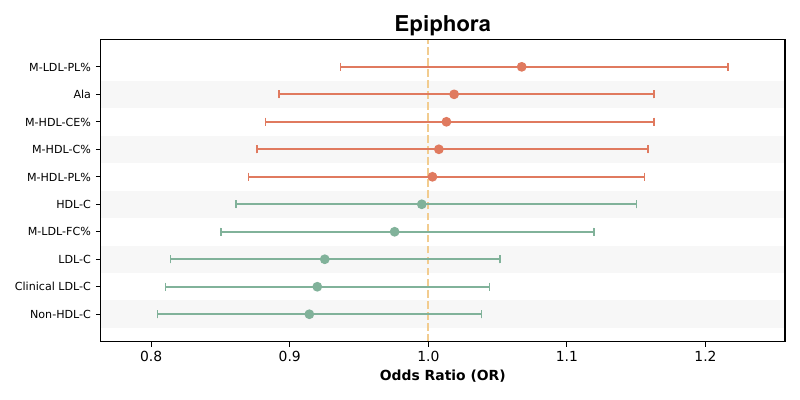 Epiphora
M-LDL-PL%
Ala
M-HDL-CE%
M-HDL-C%
M-HDL-PL%
HDL-C
M-LDL-FC%
LDL-C
Clinical LDL-C
Non-HDL-C
0.8 0.9 1.0 1.1 1.2
Odds Ratio (OR)